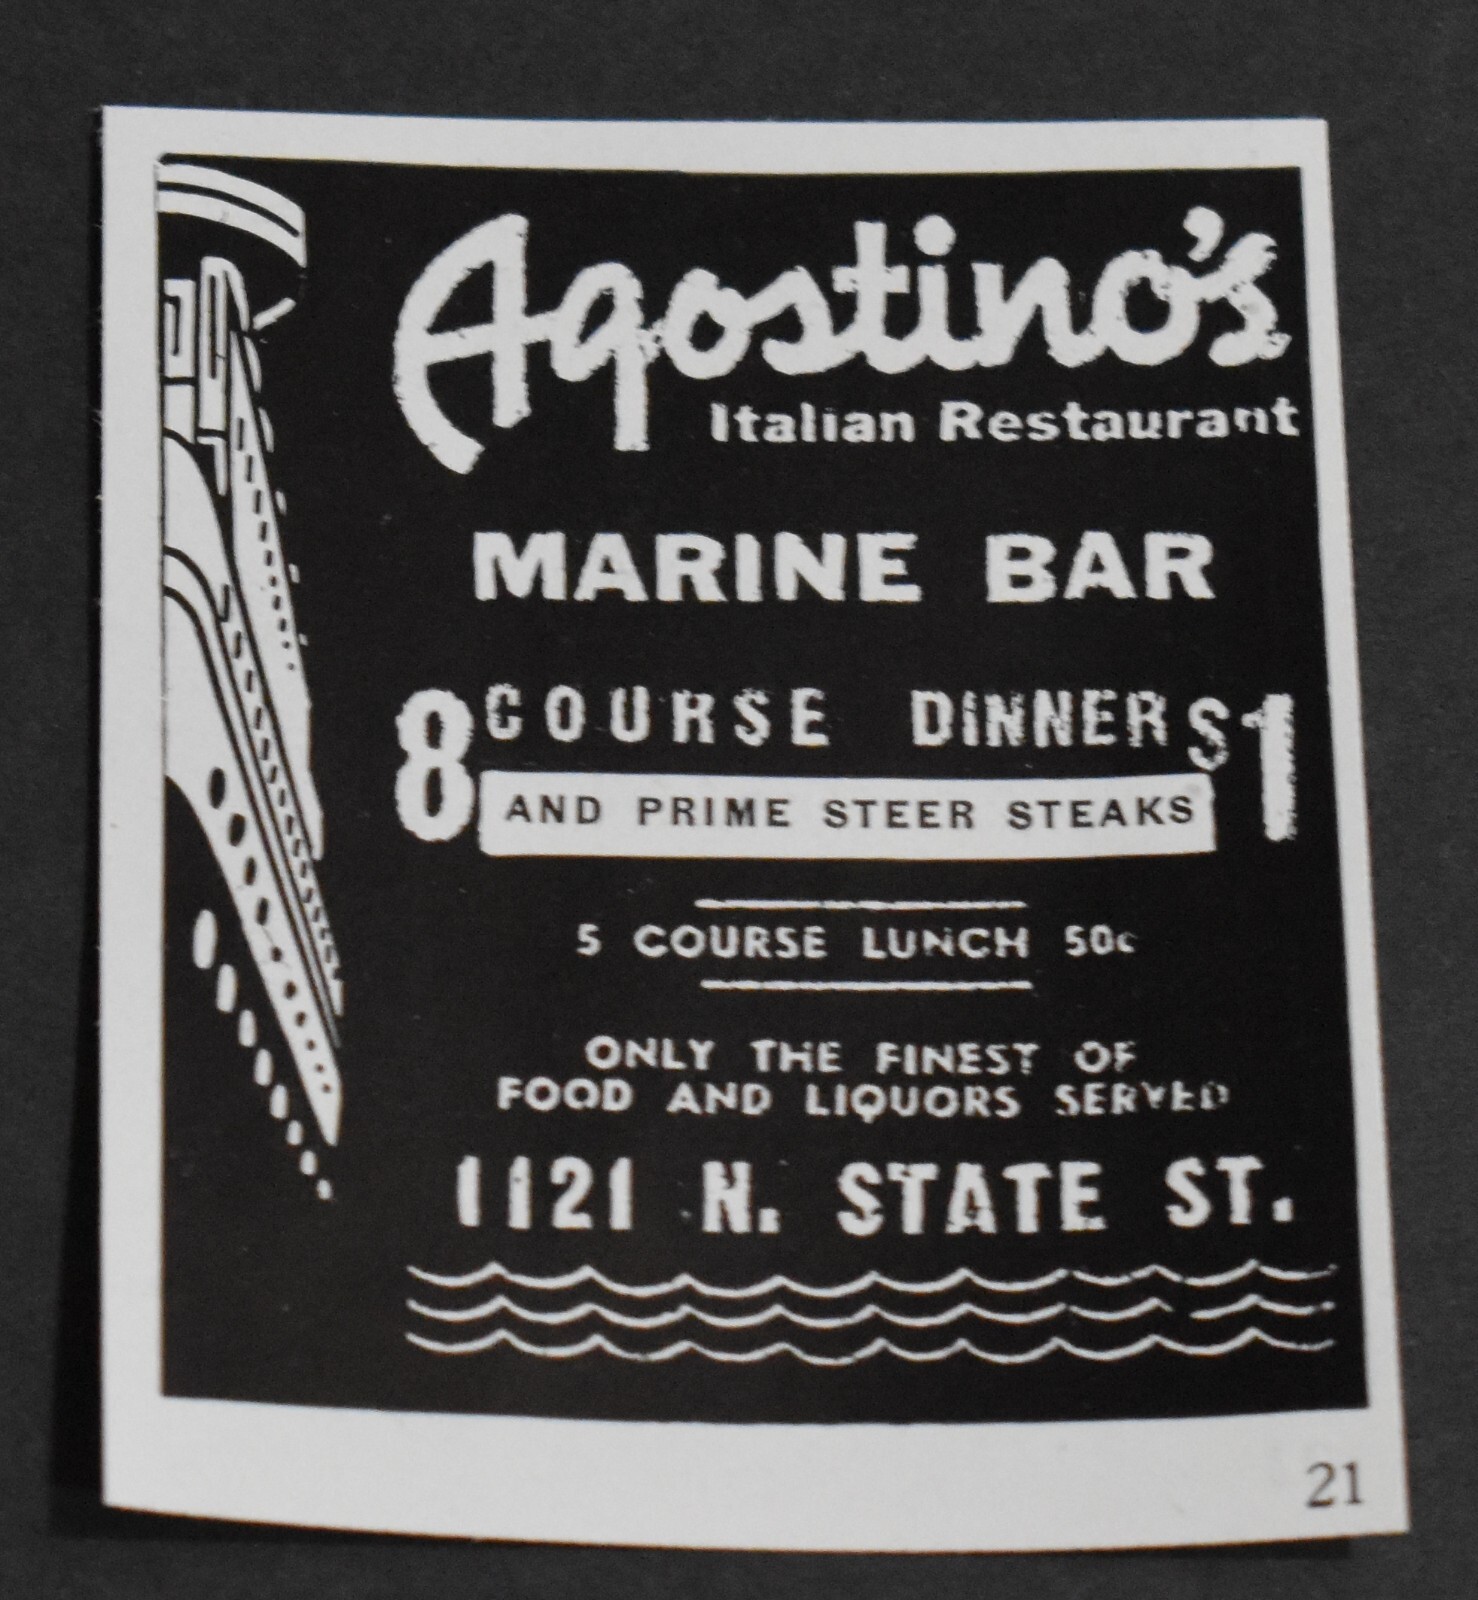 Agostino's
Italian Restaurant
MARINE BAR
8 COURSE DINNER $1
AND PRIME STEER STEAKS
5 COURSE LUNCH 50c
ONLY THE FINEST OF
FOOD AND LIQUORS SERVED
1121 N. STATE ST.
21